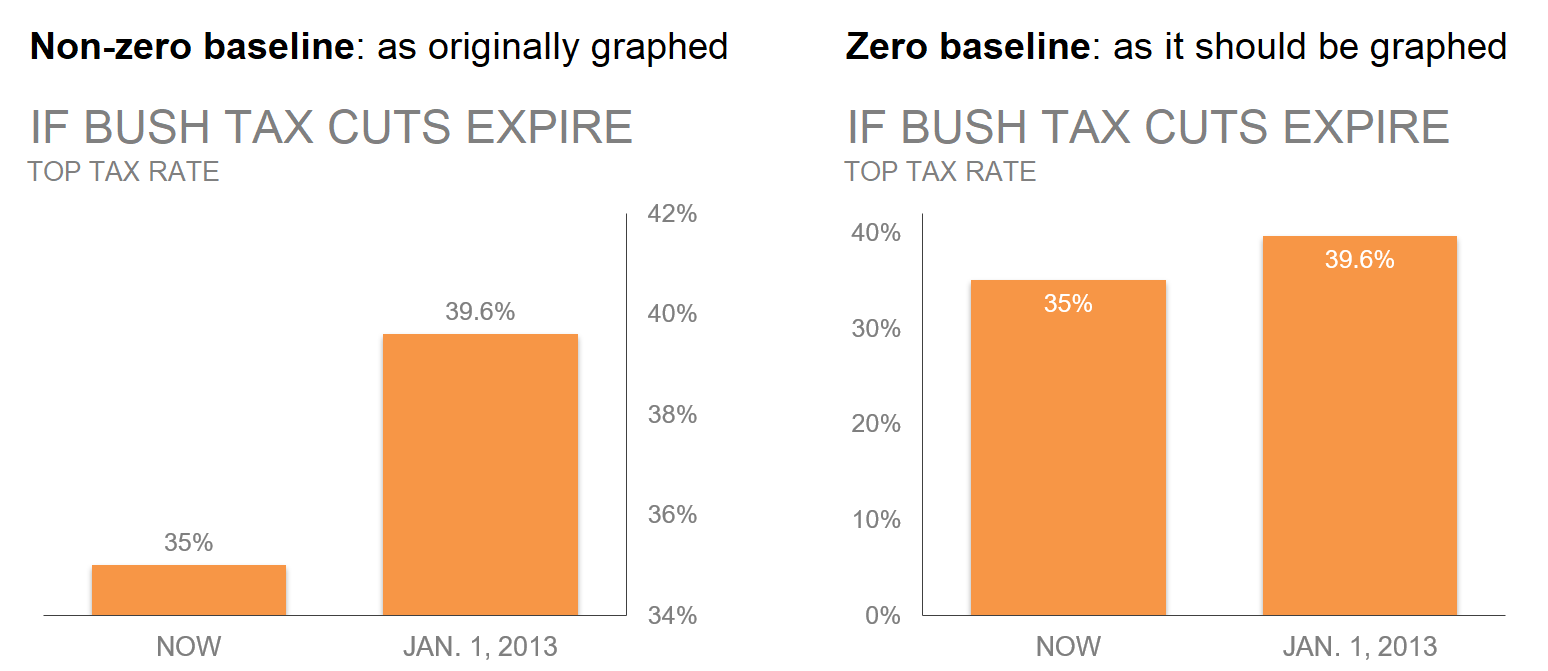 Non-zero baseline: as originally graphed
IF BUSH TAX CUTS EXPIRE
TOP TAX RATE
42%
40%
38%
36%
34%
39.6%
35%
NOW
JAN. 1, 2013
Zero baseline: as it should be graphed
IF BUSH TAX CUTS EXPIRE
TOP TAX RATE
40%
30%
20%
10%
0%
35%
39.6%
NOW
JAN. 1, 2013